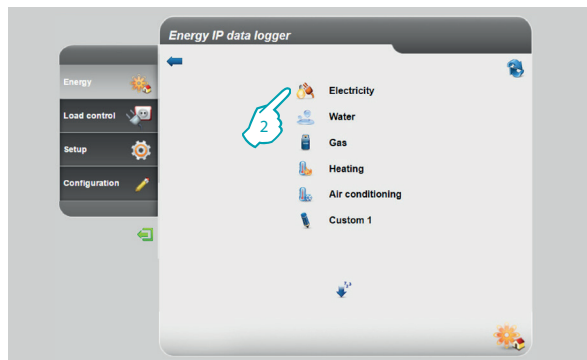 Energy IP data logger
Energy
Load control
Setup
Configuration
Electricity
2
Water
Gas
Heating
Air conditioning
Custom 1